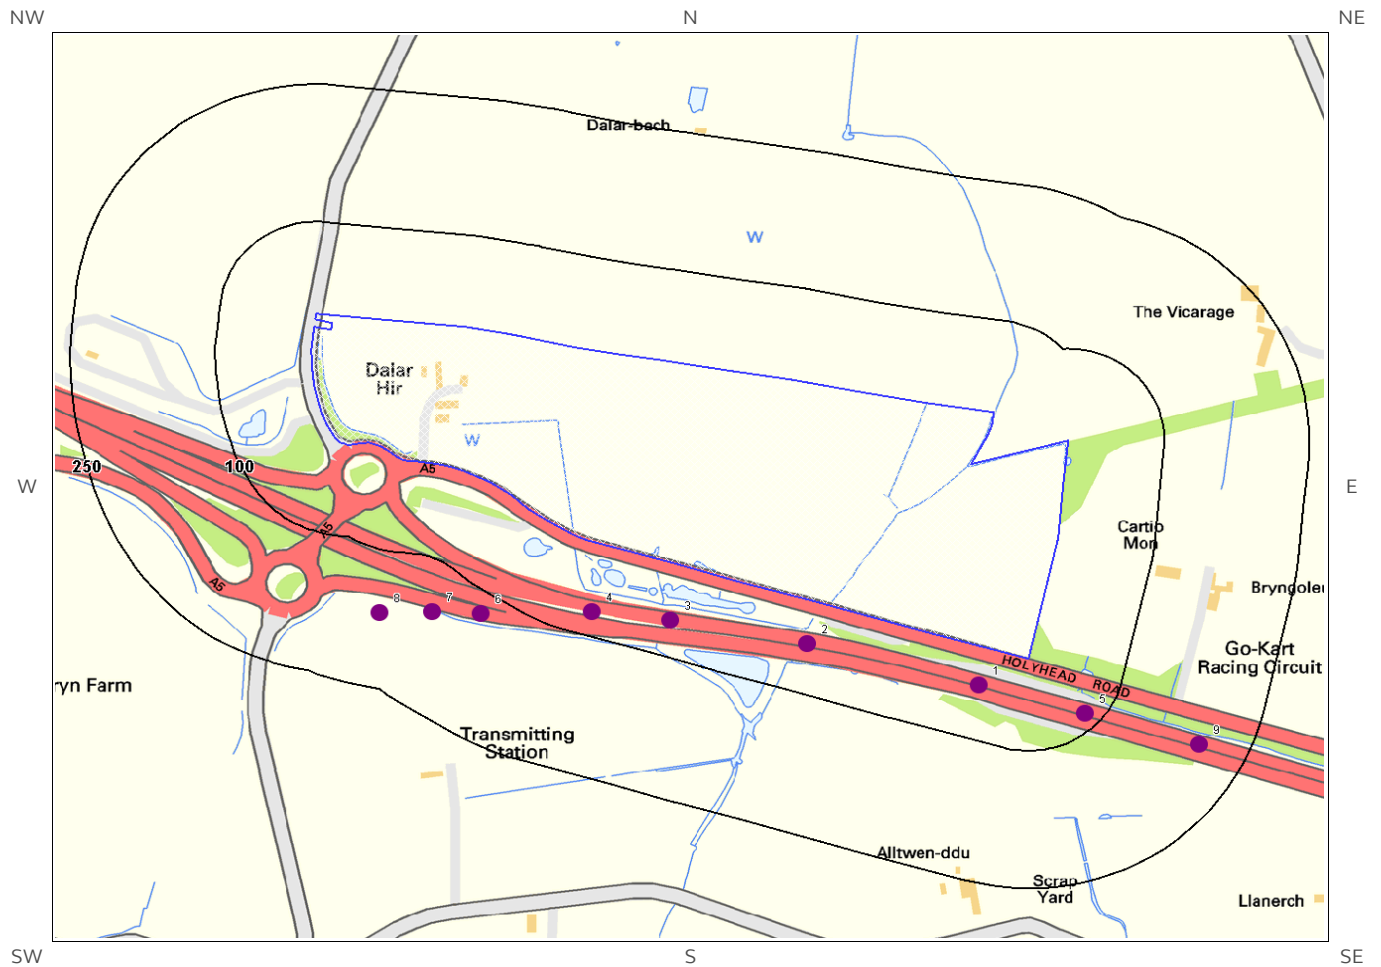 NW
N
NE
Dalar-bach
W
The Vicarage
Dalar
Hir
W
250
100
A5
W
E
A5
Cartio
Mon
A5
Bryngole
8
7
6
4
3
2
Go-Kart
Racing Circuit
HOLYHEAD ROAD
1
5
ryn Farm
9
Transmitting
Station
Alltwen-ddu
Scrap
Yard
Llanerch
SW
S
SE